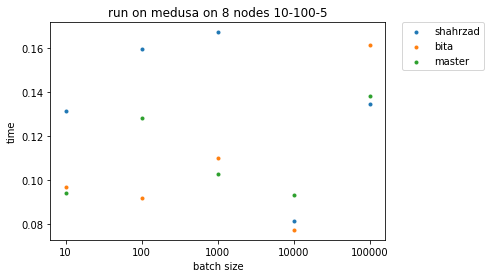 run on medusa on 8 nodes 10-100-5
shahrzad
bita
master
0.16
0.14
0.12
0.10
0.08
time
10
100
1000
10000
100000
batch size